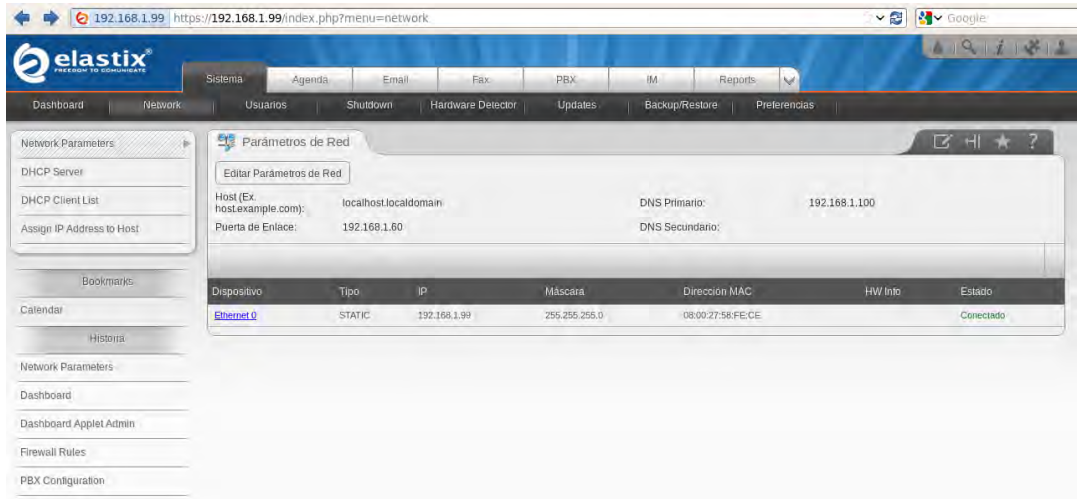 192.168.1.99 https://192.168.1.99/index.php?menu=network Google
elastix®
FREEDOM TO COMMUNICATE
Sistema Agenda Email Fax PBX IM Reports
Dashboard Network Usuarios Shutdown Hardware Detector Updates Backup/Restore Preferencias
Network Parameters
DHCP Server
DHCP Client List
Assign IP Address to Host
Bookmarks
Calendar
Historia
Network Parameters
Dashboard
Dashboard Applet Admin
Firewall Rules
PBX Configuration
Parámetros de Red
Editar Parámetros de Red
Host (Ex. host.example.com): localhost.localdomain DNS Primario: 192.168.1.100
Puerta de Enlace: 192.168.1.60 DNS Secundario:
Dispositivo Tipo IP Máscara Dirección MAC HW Info Estado
Ethernet 0 STATIC 192.168.1.99 255.255.255.0 08:00:27:58:FE:CE Conectado